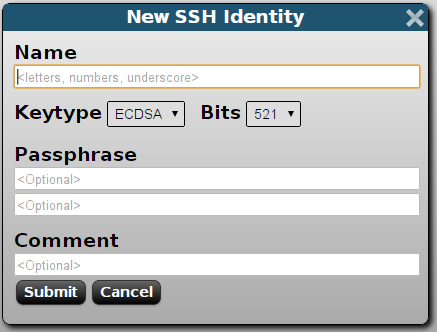 New SSH Identity
Name
<letters, numbers, underscore>
Keytype ECDSA Bits 521
Passphrase
<Optional>
<Optional>
Comment
<Optional>
Submit Cancel